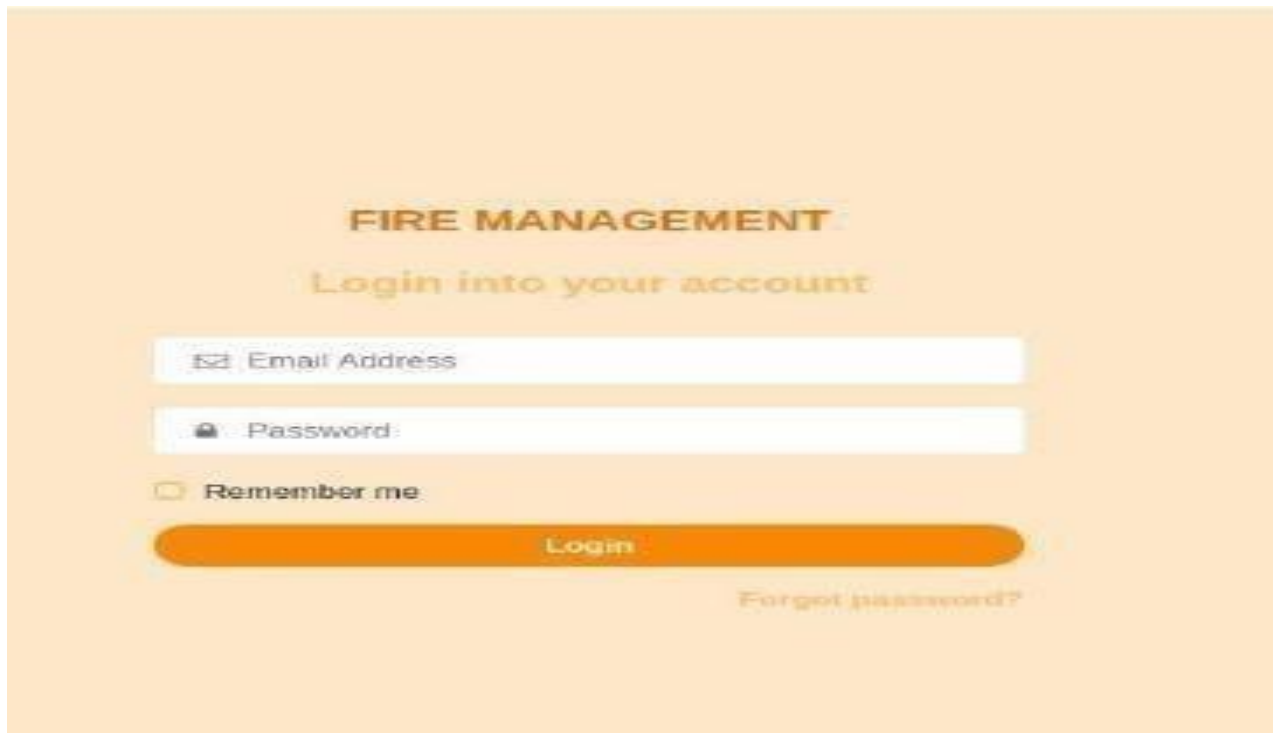 FIRE MANAGEMENT
Login into your account
Email Address
Password
Remember me
Login
Forgot password?